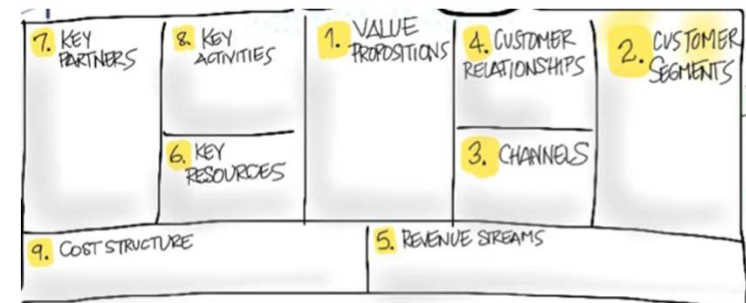 7. KEY
PARTNERS
8. KEY
ACTIVITIES
6. KEY
RESOURCES
1. VALUE
PROPOSITIONS
4. CUSTOMER
RELATIONSHIPS
3. CHANNELS
2. CUSTOMER
SEGMENTS
9. COST STRUCTURE
5. REVENUE STREAMS